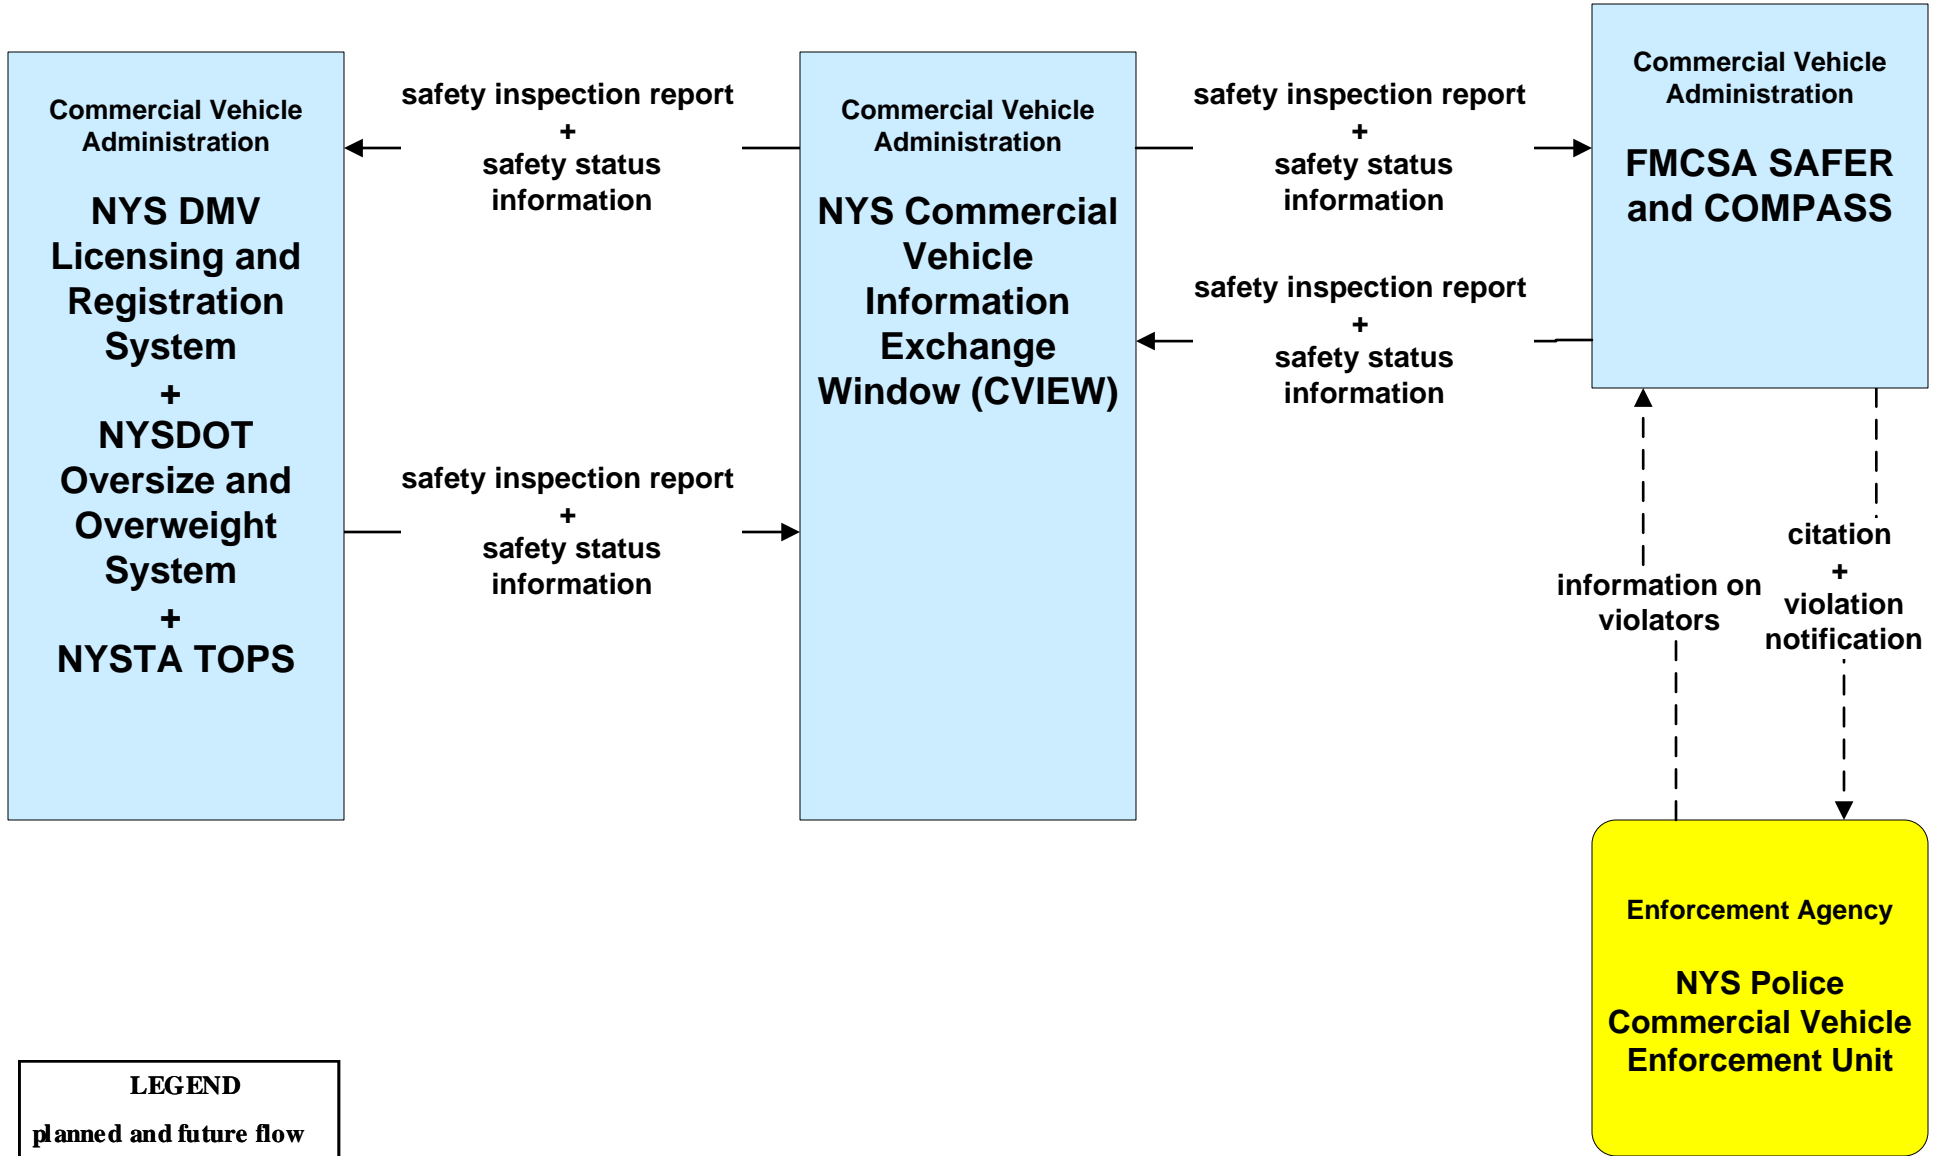 Commercial Vehicle
Administration
NYS DMV
Licensing and
Registration
System
+
NYSDOT
Oversize and
Overweight
System
+
NYSTA TOPS
safety inspection report
+
safety status
information
safety inspection report
+
safety status
information
Commercial Vehicle
Administration
NYS Commercial
Vehicle
Information
Exchange
Window (CVIEW)
safety inspection report
+
safety status
information
safety inspection report
+
safety status
information
Commercial Vehicle
Administration
FMCSA SAFER
and COMPASS
information on
violators
citation
+
violation
notification
Enforcement Agency
NYS Police
Commercial Vehicle
Enforcement Unit
LEGEND
planned and future flow